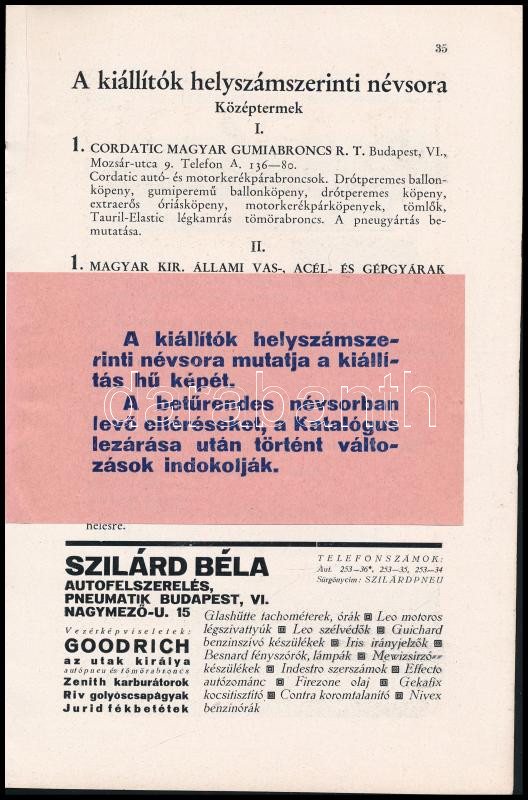 35
A kiállítók helyszámszerinti névsora
Középtermek
I.
1. CORDATIC MAGYAR GUMIABRONCS R. T. Budapest, VI.,
Mozsár-utca 9. Telefon A. 136—80.
Cordatic autó- és motorkerékpárabroncsok. Drótperemes ballon-
köpeny, gumiperemű ballonköpeny, drótperemes köpeny,
extraerős óriásköpeny, motorkerékpárköpenyek, tömlők,
Tauril-Elastic légkamrás tömörabroncs. A pneugyártás be-
mutatása.
II.
1. MAGYAR KIR. ÁLLAMI VAS-, ACÉL- ÉS GÉPGYÁRAK
A kiállítók helyszámsze-
rinti névsora mutatja a kiállí-
tás hű képét.
A betűrendes névsorban
levő eltéréseket, a Katalógus
lezárása után történt válto-
zások indokolják.
darabanth
helésre.
SZILÁRD BÉLA
AUTOFELSZERELÉS,
PNEUMATIK BUDAPEST, VI.
NAGYMEZŐ-U. 15
Vezérképviseletek:
GOODRICH
az utak királya
autópneu és tömörabroncs
Zenith karburátorok
Riv golyóscsapágyak
Jurid fékbetétek
TELEFONSZÁMOK:
Aut. 253—36*, 253—35, 253—34
Sürgönycim: SZILÁRDPNEU
Glashütte tachométerek, órák Leo motoros
légszivattyúk Leo szélvédők Guichard
benzinszívó készülékek Iris irányjelzők
Besnard fényszórók, lámpák Mewizsírzó-
készülékek Indestro szerszámok Effecto
autózománc Firezone olaj Gekafix
kocsitisztító Contra koromtalanító Nivex
benzinórák